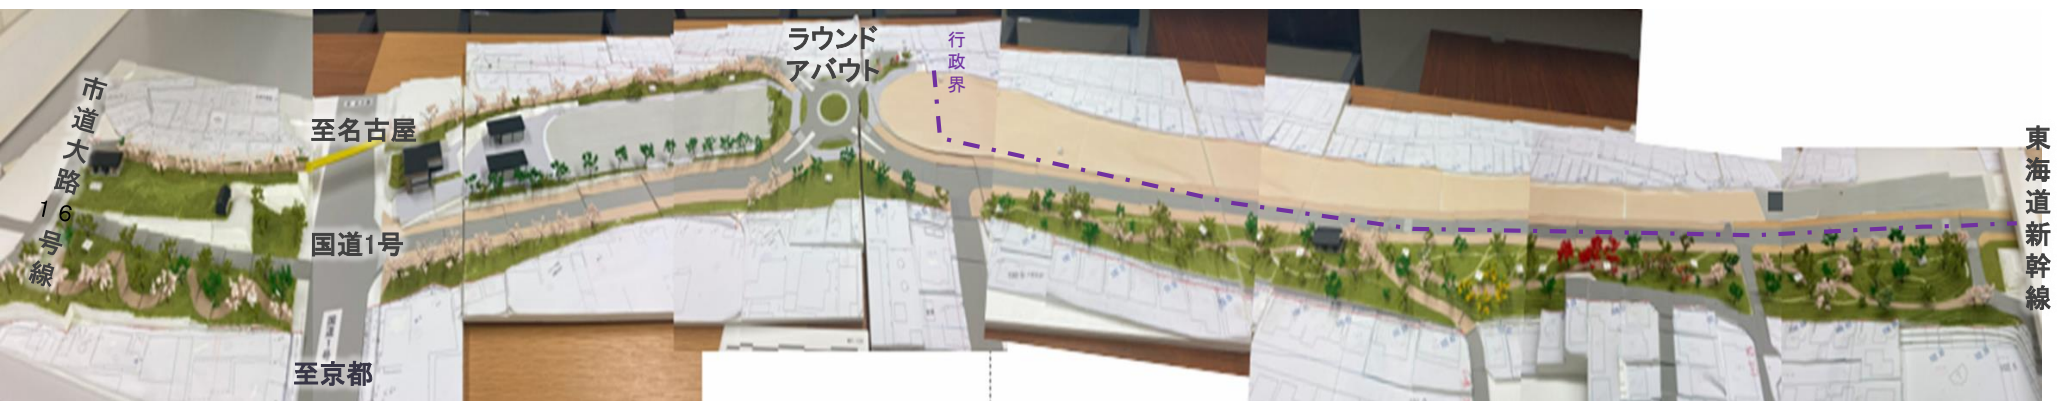 市道大路16号線
至名古屋
国道1号
至京都
ラウンド
アバウト
行政界
東海道新幹線